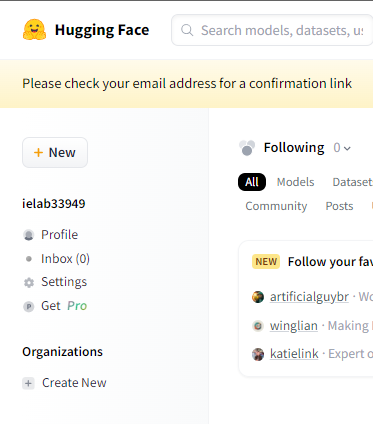 Hugging Face
Search models, datasets, us
Please check your email address for a confirmation link
+ New
Following 0
ielab33949
All Models Dataset
Community Posts
Profile
Inbox (0)
Settings
P Get Pro
NEW Follow your fav
artificialguybr · Wo
winglian · Making
katielink · Expert o
Organizations
+ Create New